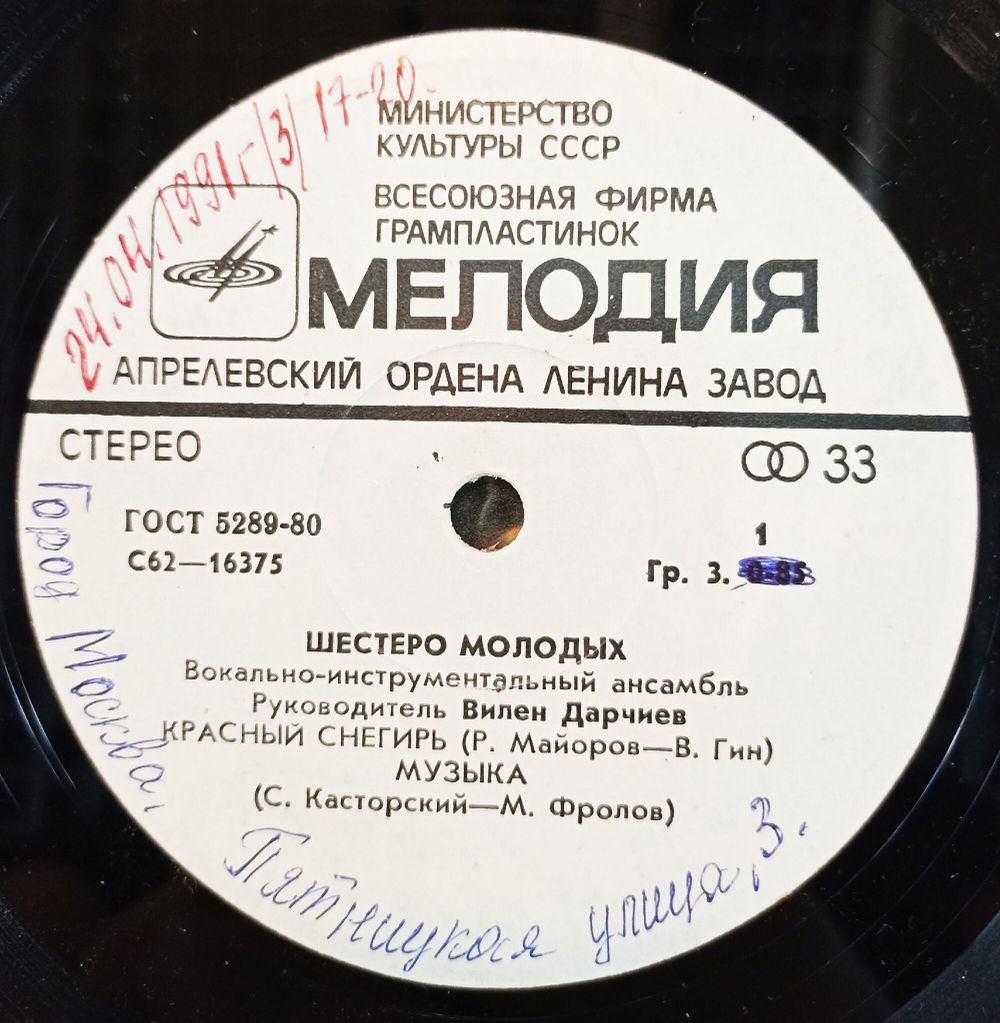 24.04.1991г /3/ 17-20.
МИНИСТЕРСТВО
КУЛЬТУРЫ СССР
ВСЕСОЮЗНАЯ ФИРМА
ГРАМПЛАСТИНОК
МЕЛОДИЯ
АПРЕЛЕВСКИЙ ОРДЕНА ЛЕНИНА ЗАВОД
СТЕРЕО
33
ГОСТ 5289-80
С62—16375
1
Гр. 3. 0-85
ШЕСТЕРО МОЛОДЫХ
Вокально-инструментальный ансамбль
Руководитель Вилен Дарчиев
КРАСНЫЙ СНЕГИРЬ (Р. Майоров—В. Гин)
МУЗЫКА
(С. Касторский—М. Фролов)
Город Москва,
Пятницкая улица, 3.